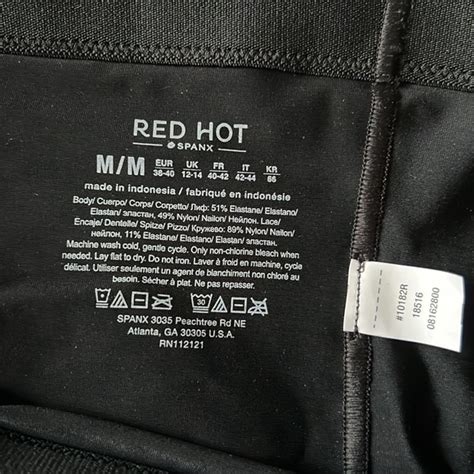 RED HOT
SPANX
M/M EUR 36-40 UK 12-14 FR 40-42 IT 42-44 KR 66
made in indonesia / fabriqué en indonésie
Body/ Cuerpo/ Corps/ Corpetto/ Лиф: 51% Elastane/ Elastano/
Elastan/ эластан, 49% Nylon/ Nailon/ Нейлон. Lace/
Encaje/ Dentelle/ Spitze/ Pizzo/ Кружево: 89% Nylon/ Nailon/
нейлон, 11% Elastane/ Elastano/ Elastan/ эластан.
Machine wash cold, gentle cycle. Only non-chlorine bleach when
needed. Lay flat to dry. Do not iron. Laver à froid en machine, cycle
délicat. Utiliser seulement un agent de blanchiment non chloré au
besoin. Sécher à plat. Ne pas repasser.
30
SPANX 3035 Peachtree Rd NE
Atlanta, GA 30305 U.S.A.
RN112121
#10182R
18516
08162800